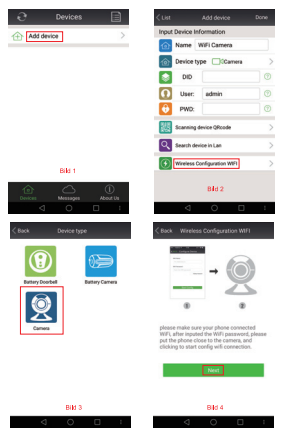 Devices
Add device
Bild 1
Devices
Messages
About Us
List
Add device
Done
Input Device Information
Name WiFi Camera
Device type Camera
DID
User: admin
PWD:
Scanning device QRcode
Search device in Lan
Wireless Configuration WIFI
Bild 2
Back
Device type
Battery Doorbell
Battery Camera
Camera
Bild 3
Back
Wireless Configuration WIFI
①
②
please make sure your phone connected
WiFi, after inputed the WiFi password, please
put the phone close to the camera, and
clicking to start config wifi connection.
Next
Bild 4